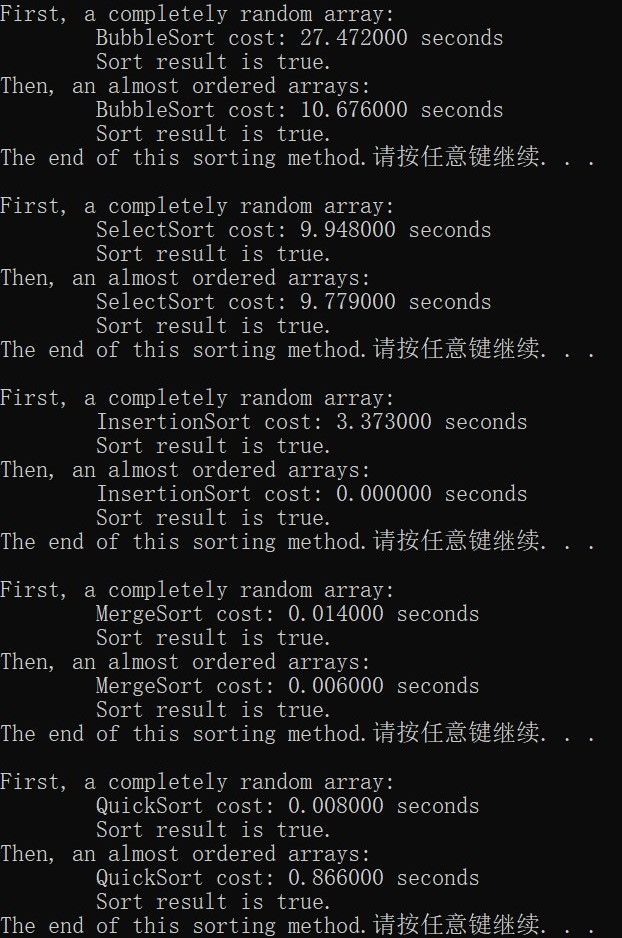 First, a completely random array:
BubbleSort cost: 27.472000 seconds
Sort result is true.
Then, an almost ordered arrays:
BubbleSort cost: 10.676000 seconds
Sort result is true.
The end of this sorting method.请按任意键继续. . .
First, a completely random array:
SelectSort cost: 9.948000 seconds
Sort result is true.
Then, an almost ordered arrays:
SelectSort cost: 9.779000 seconds
Sort result is true.
The end of this sorting method.请按任意键继续. . .
First, a completely random array:
InsertionSort cost: 3.373000 seconds
Sort result is true.
Then, an almost ordered arrays:
InsertionSort cost: 0.000000 seconds
Sort result is true.
The end of this sorting method.请按任意键继续. . .
First, a completely random array:
MergeSort cost: 0.014000 seconds
Sort result is true.
Then, an almost ordered arrays:
MergeSort cost: 0.006000 seconds
Sort result is true.
The end of this sorting method.请按任意键继续. . .
First, a completely random array:
QuickSort cost: 0.008000 seconds
Sort result is true.
Then, an almost ordered arrays:
QuickSort cost: 0.866000 seconds
Sort result is true.
The end of this sorting method.请按任意键继续. . .